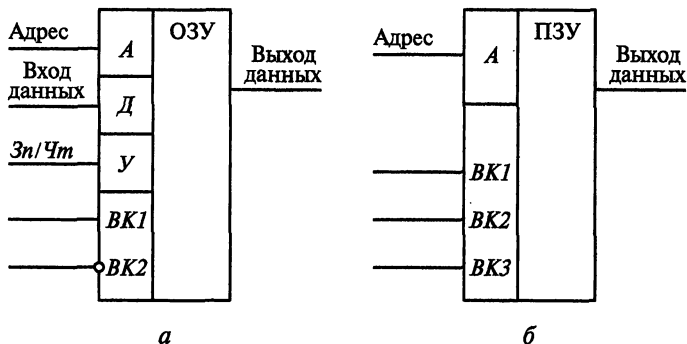 Адрес
A
ОЗУ
Выход
данных
Вход
данных
Д
Зп/Чт
У
ВК1
ВК2
а
Адрес
A
ПЗУ
Выход
данных
ВК1
ВК2
ВК3
б